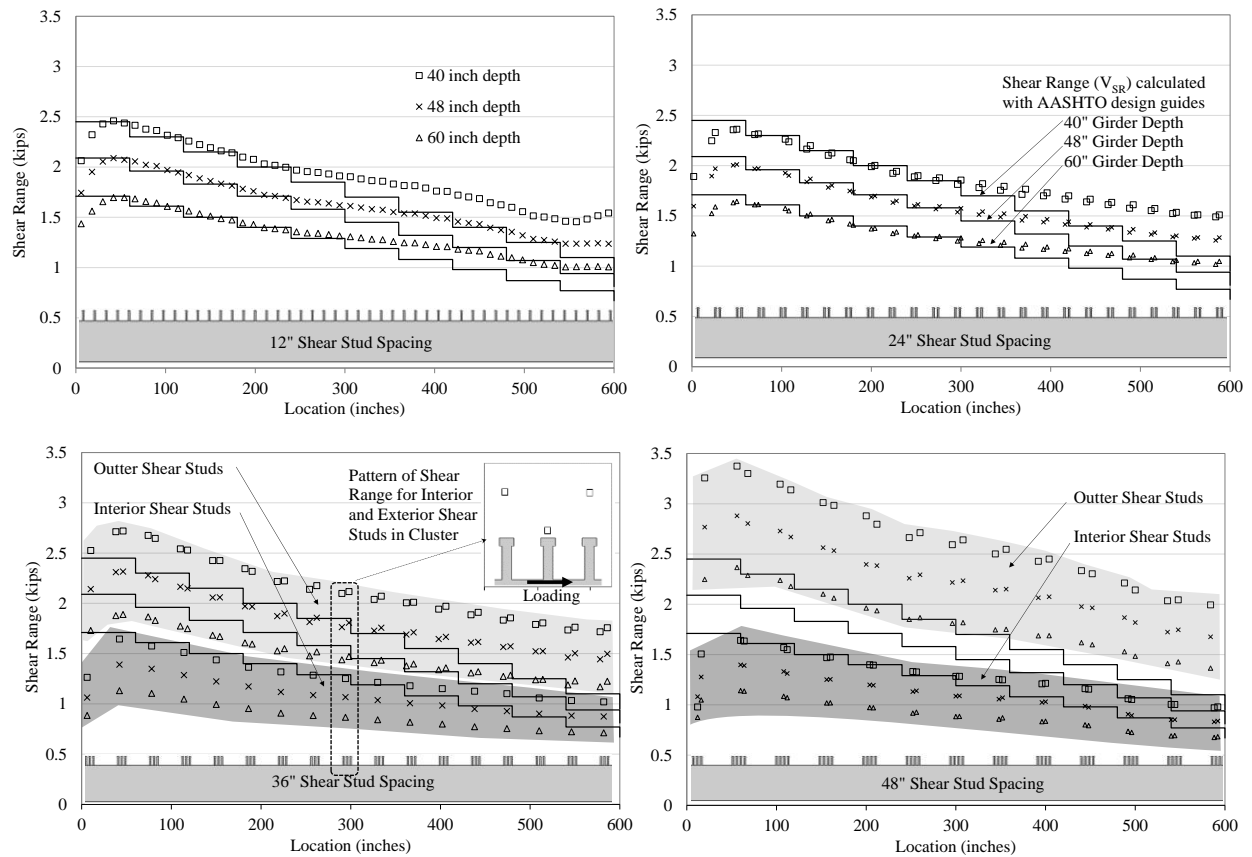 3.5
3
2.5
2
1.5
1
0.5
0
Shear Range (kips)
40 inch depth
48 inch depth
60 inch depth
12" Shear Stud Spacing
0 100 200 300 400 500 600
Location (inches)
3.5
3
2.5
2
1.5
1
0.5
0
Shear Range (kips)
Shear Range (VSR) calculated
with AASHTO design guides
40" Girder Depth
48" Girder Depth
60" Girder Depth
24" Shear Stud Spacing
0 100 200 300 400 500 600
Location (inches)
3.5
3
2.5
2
1.5
1
0.5
0
Shear Range (kips)
Outter Shear Studs
Interior Shear Studs
Pattern of Shear
Range for Interior
and Exterior Shear
Studs in Cluster
Loading
36" Shear Stud Spacing
0 100 200 300 400 500 600
Location (inches)
3.5
3
2.5
2
1.5
1
0.5
0
Shear Range (kips)
Outter Shear Studs
Interior Shear Studs
48" Shear Stud Spacing
0 100 200 300 400 500 600
Location (inches)